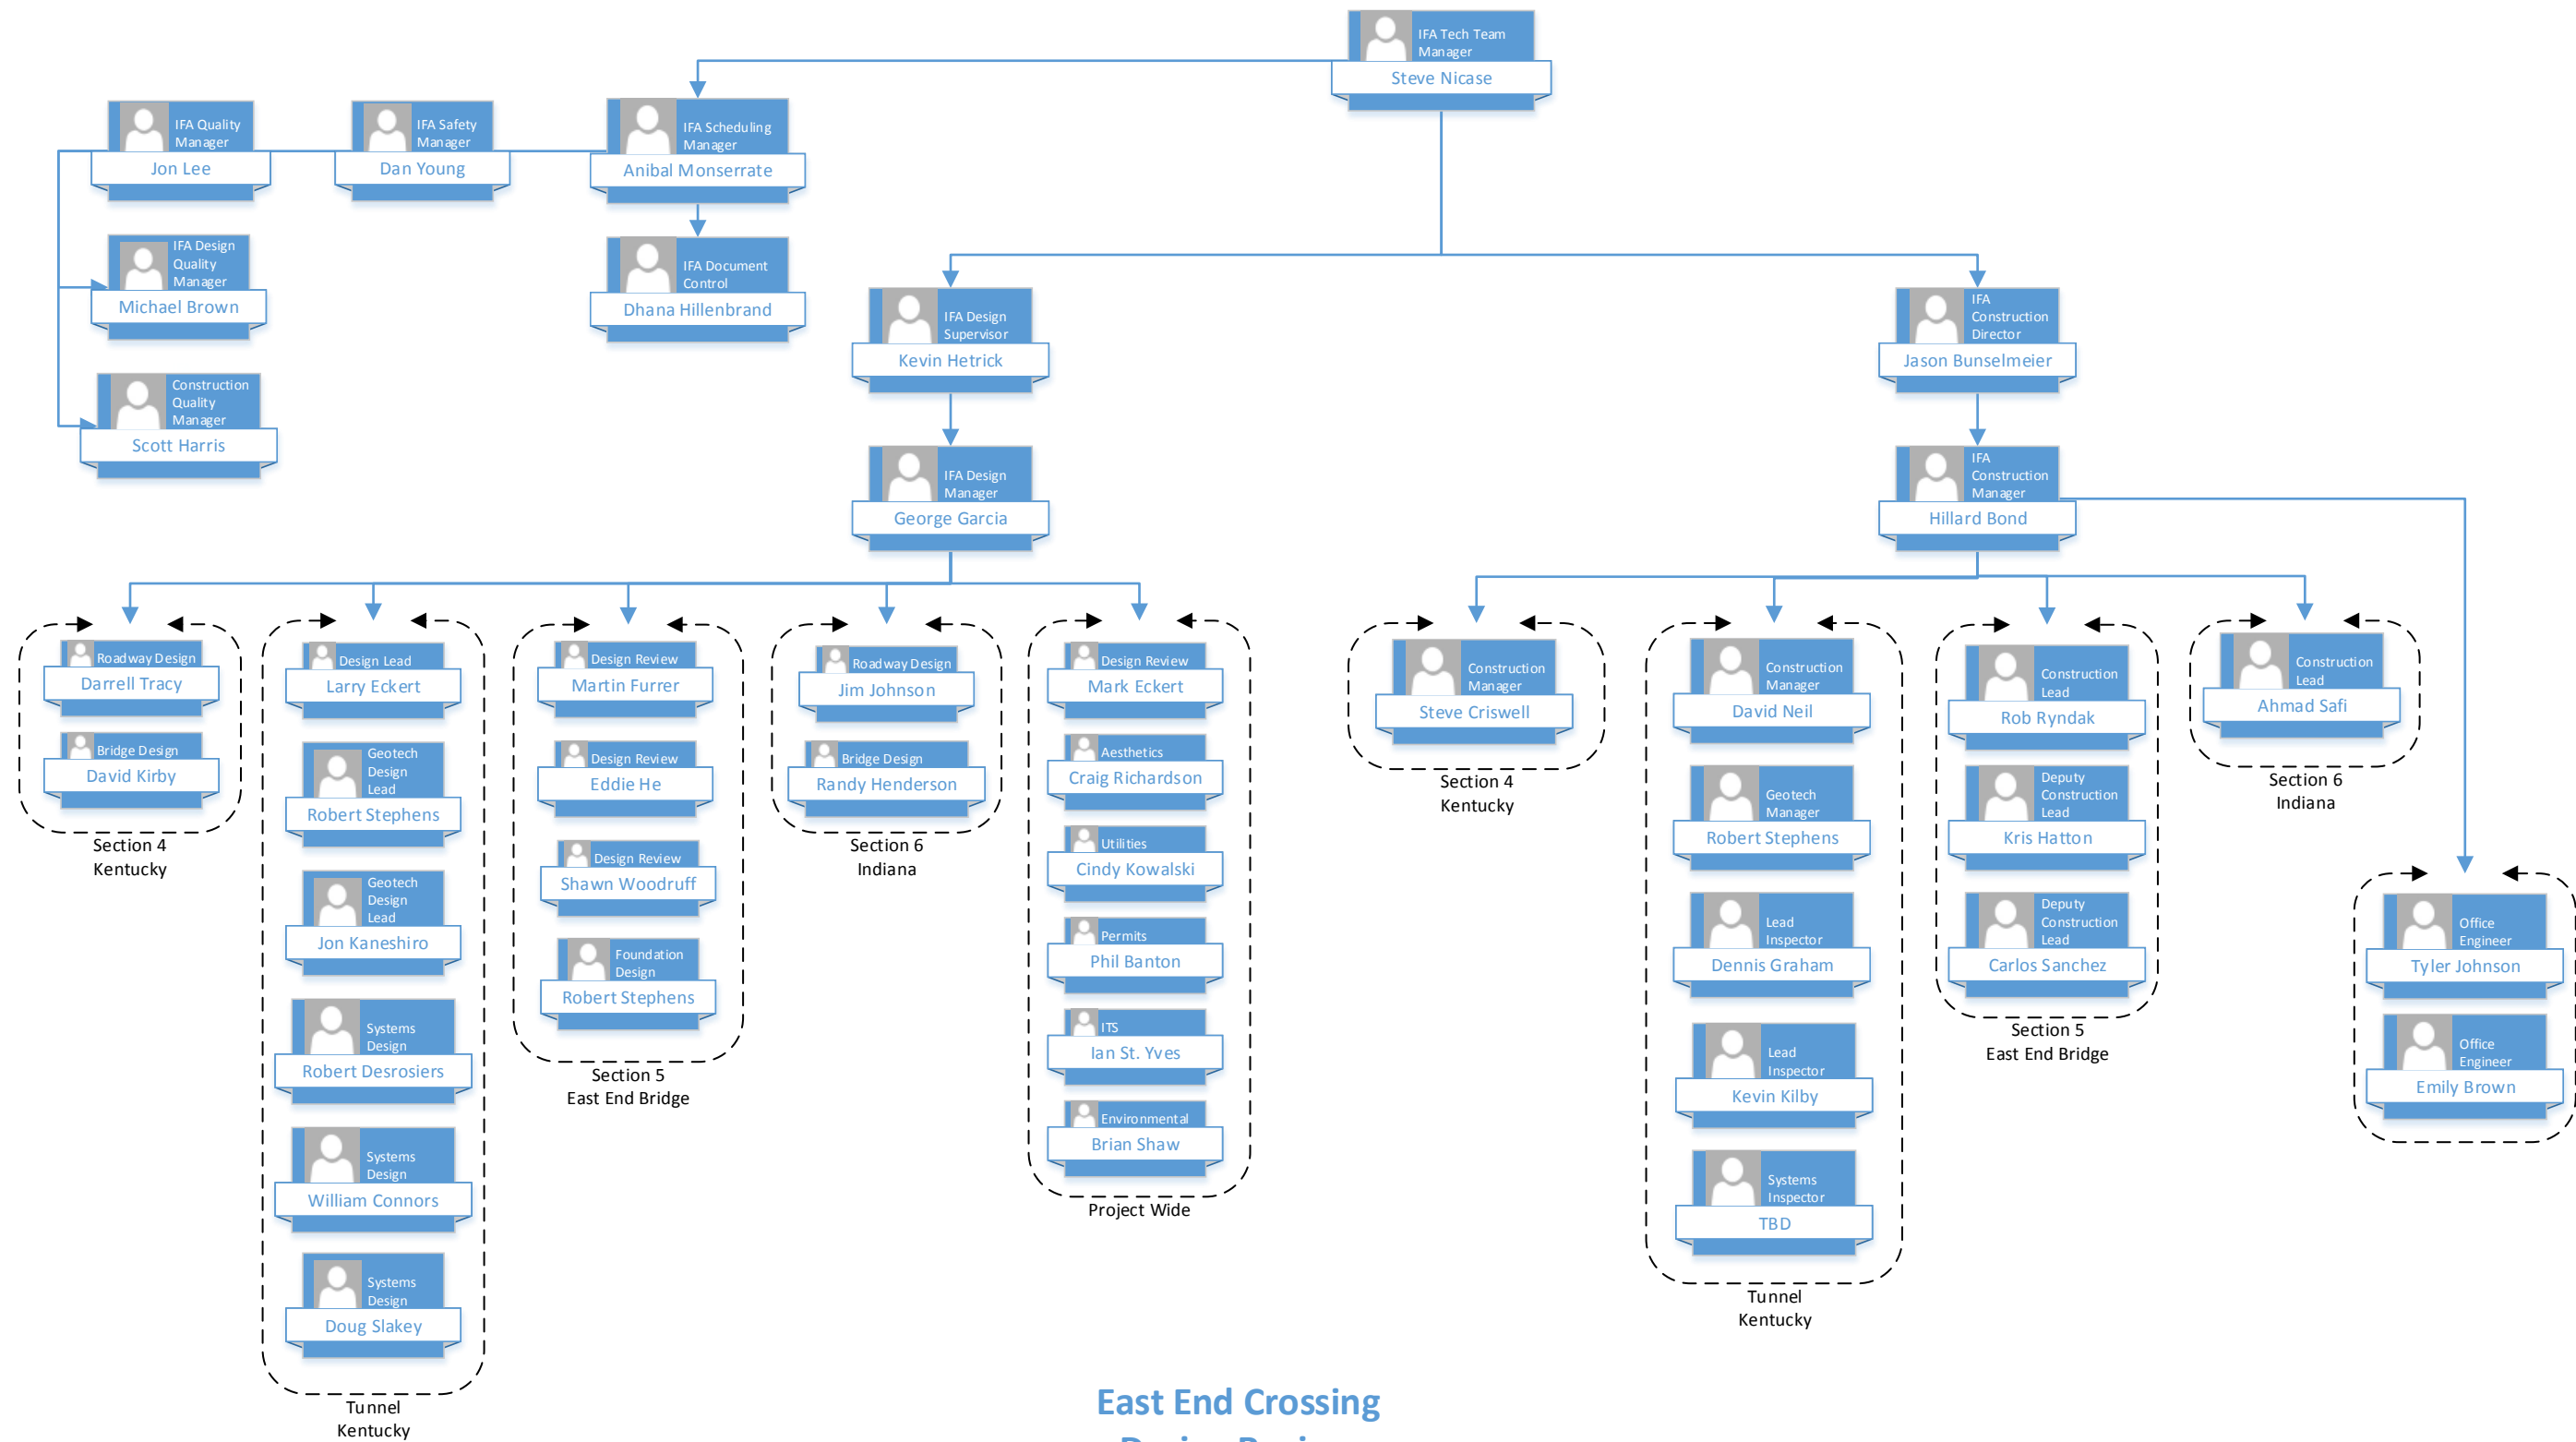 IFA Tech Team
Manager
Steve Nicase
IFA Quality
Manager
Jon Lee
IFA Safety
Manager
Dan Young
IFA Scheduling
Manager
Anibal Monserrate
IFA Design
Quality
Manager
Michael Brown
IFA Document
Control
Dhana Hillenbrand
Construction
Quality
Manager
Scott Harris
IFA Design
Supervisor
Kevin Hetrick
IFA
Construction
Director
Jason Bunselmeier
IFA Design
Manager
George Garcia
IFA
Construction
Manager
Hillard Bond
Roadway Design
Darrell Tracy
Bridge Design
David Kirby
Section 4
Kentucky
Design Lead
Larry Eckert
Geotech
Design
Lead
Robert Stephens
Geotech
Design
Lead
Jon Kaneshiro
Systems
Design
Robert Desrosiers
Systems
Design
William Connors
Systems
Design
Doug Slakey
Tunnel
Kentucky
Design Review
Martin Furrer
Design Review
Eddie He
Design Review
Shawn Woodruff
Foundation
Design
Robert Stephens
Section 5
East End Bridge
Roadway Design
Jim Johnson
Bridge Design
Randy Henderson
Section 6
Indiana
Design Review
Mark Eckert
Aesthetics
Craig Richardson
Utilities
Cindy Kowalski
Permits
Phil Banton
ITS
Ian St. Yves
Environmental
Brian Shaw
Project Wide
Construction
Manager
Steve Criswell
Section 4
Kentucky
Construction
Manager
David Neil
Geotech
Manager
Robert Stephens
Lead
Inspector
Dennis Graham
Lead
Inspector
Kevin Kilby
Systems
Inspector
TBD
Tunnel
Kentucky
Construction
Lead
Rob Ryndak
Deputy
Construction
Lead
Kris Hatton
Deputy
Construction
Lead
Carlos Sanchez
Section 5
East End Bridge
Construction
Lead
Ahmad Safi
Section 6
Indiana
Office
Engineer
Tyler Johnson
Office
Engineer
Emily Brown
East End Crossing